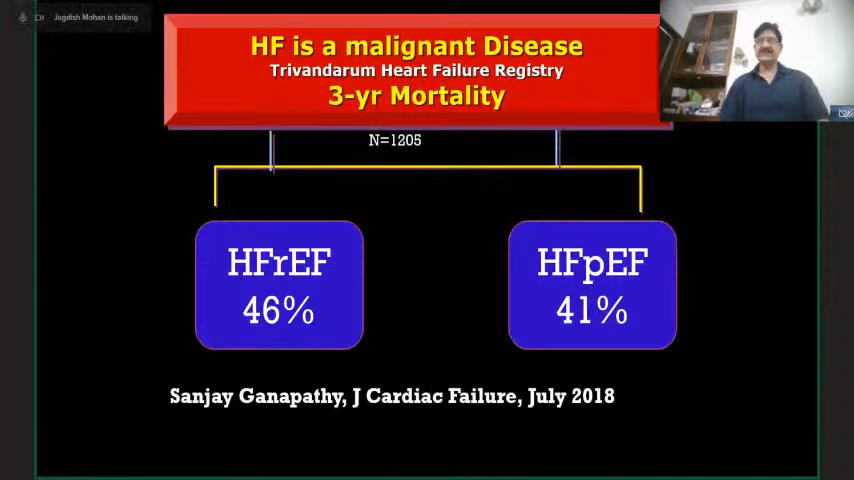 Jagdish Mohan is talking
HF is a malignant Disease
Trivandarum Heart Failure Registry
3-yr Mortality
N=1205
HFrEF
46%
HFpEF
41%
Sanjay Ganapathy, J Cardiac Failure, July 2018